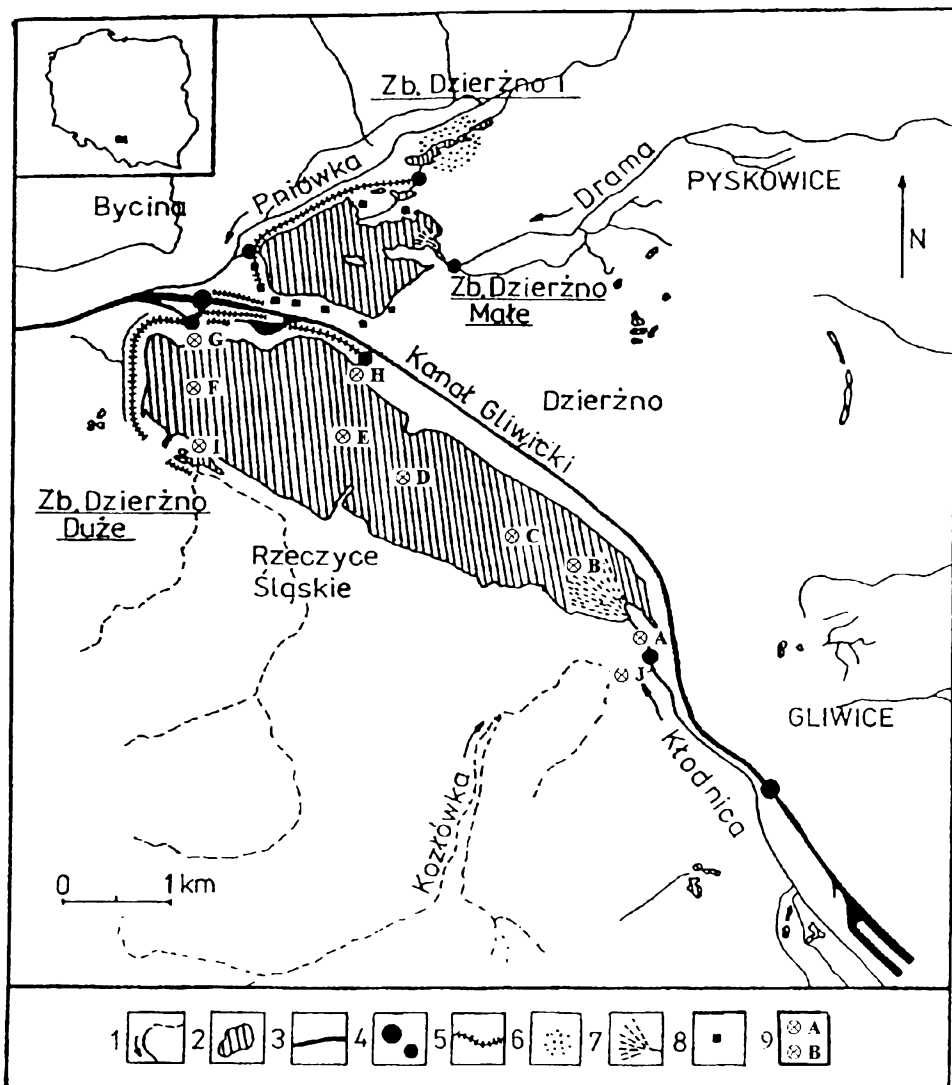 Zb. Dzierżno I
Pniówka
Drama
PYSKOWICE
Bycina
N
Zb. Dzierżno
Małe
G
H
Kanał Gliwicki
F
Dzierżno
E
I
D
Zb. Dzierżno
Duże
C
Rzeczyce
Śląskie
B
A
J
GLIWICE
Kłodnica
Kozłówka
0 1 km
1 2 3 4 5 6 7 8 9 A
B